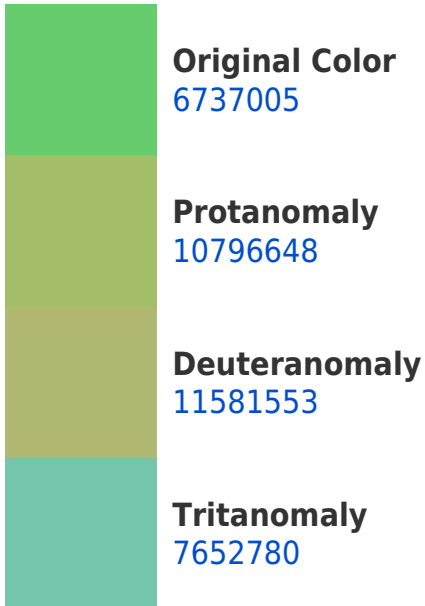 Original Color
6737005
Protanomaly
10796648
Deuteranomaly
11581553
Tritanomaly
7652780